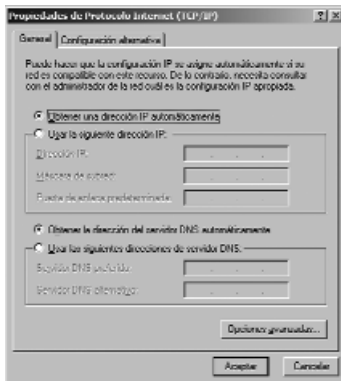 Propiedades de Protocolo Internet (TCP/IP)
General
Configuración alternativa
Puede hacer que la configuración IP se asigne automáticamente si su
red es compatible con este recurso. De lo contrario, necesita consultar
con el administrador de la red cuál es la configuración IP apropiada.
Obtener una dirección IP automáticamente
Usar la siguiente dirección IP:
Dirección IP:
Máscara de subred:
Puerta de enlace predeterminada:
Obtener la dirección del servidor DNS automáticamente
Usar las siguientes direcciones de servidor DNS:
Servidor DNS preferido:
Servidor DNS alternativo:
Opciones avanzadas...
Aceptar
Cancelar